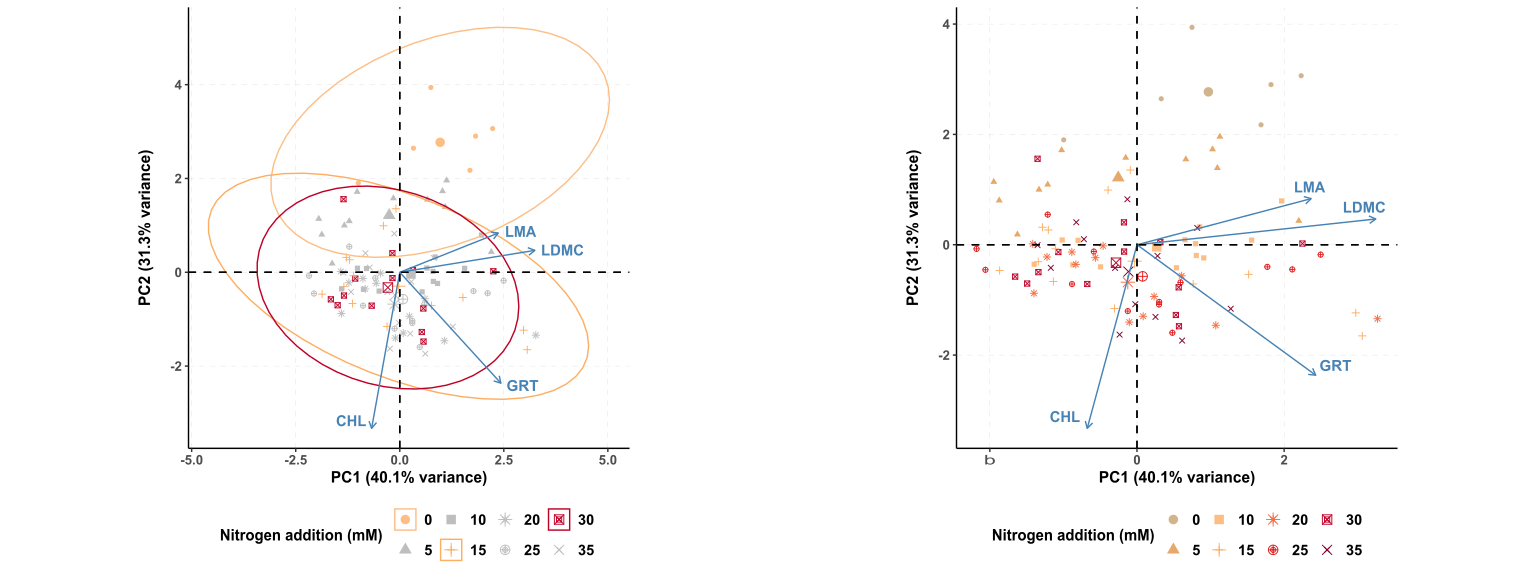 4
2
0
-2
PC2 (31.3% variance)
LMA
LDMC
GRT
CHL
-5.0 -2.5 0.0 2.5 5.0
PC1 (40.1% variance)
Nitrogen addition (mM)
0 10 20 30
5 15 25 35
4
2
0
-2
PC2 (31.3% variance)
LMA
LDMC
GRT
CHL
b 0 2
PC1 (40.1% variance)
Nitrogen addition (mM)
0 10 20 30
5 15 25 35